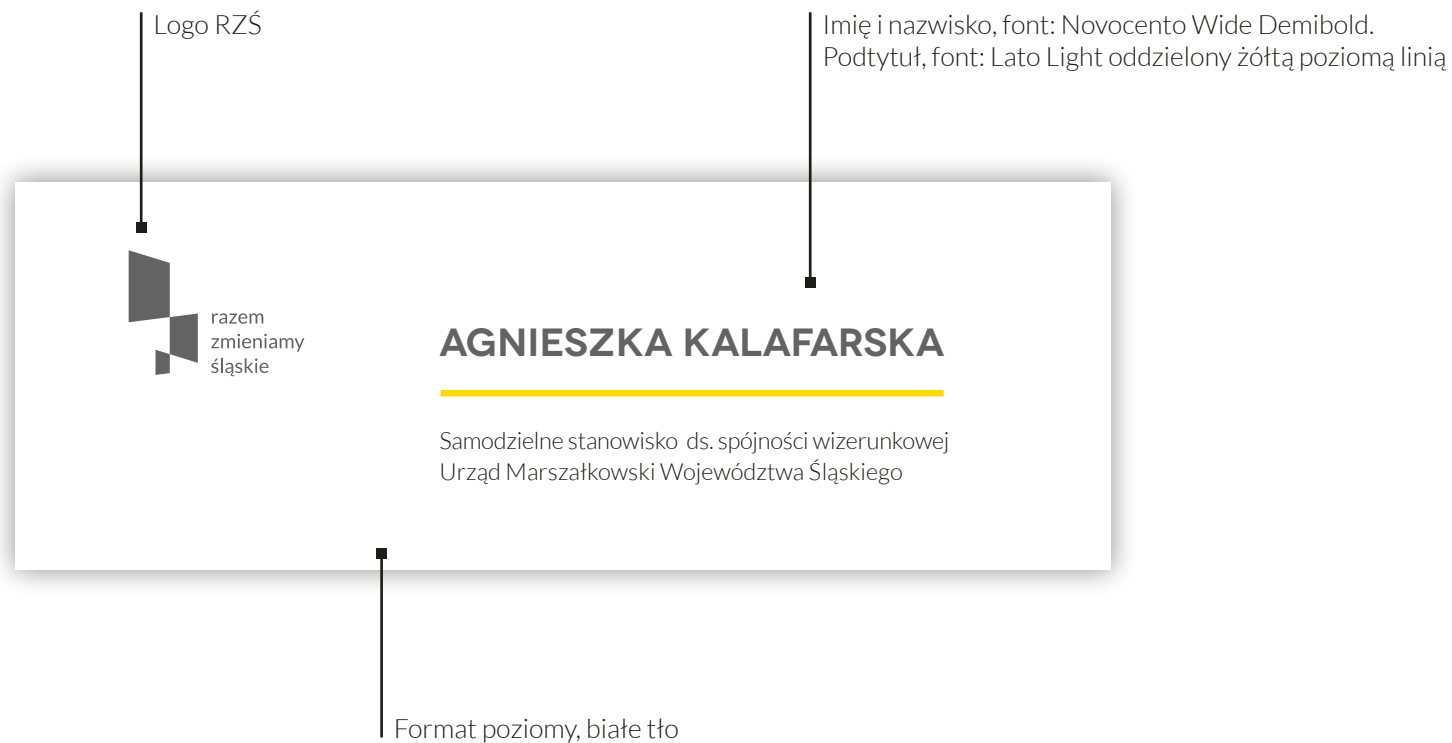 Logo RZŚ
Imię i nazwisko, font: Novocento Wide Demibold.
Podtytuł, font: Lato Light oddzielony żółtą poziomą linią
razem
zmieniamy
śląskie
AGNIESZKA KALAFARSKA
Samodzielne stanowisko  ds. spójności wizerunkowej
Urząd Marszałkowski Województwa Śląskiego
Format poziomy, białe tło